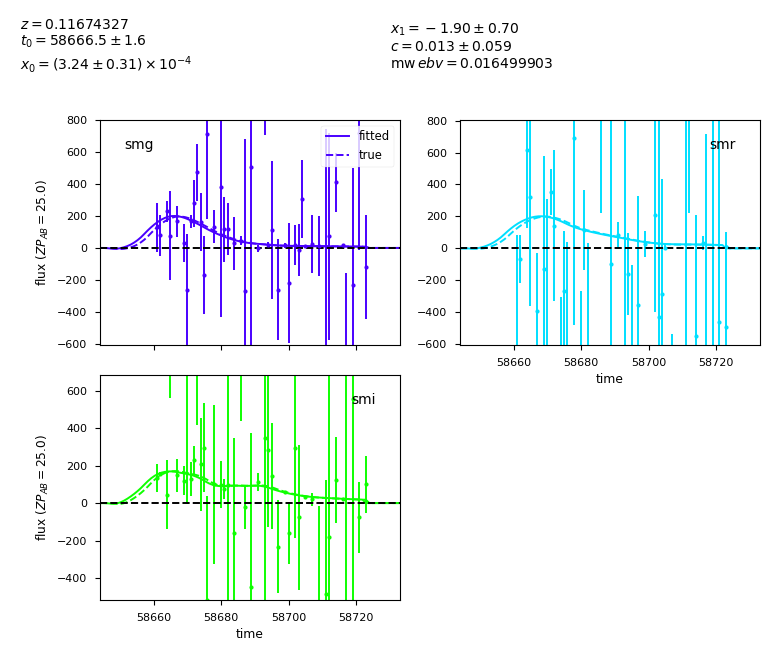 z = 0.11674327
t₀ = 58666.5 ± 1.6
x₀ = (3.24 ± 0.31) × 10⁻⁴
x₁ = −1.90 ± 0.70
c = 0.013 ± 0.059
mw ebv = 0.016499903
800
600
400
200
0
−200
−400
−600
flux (ZP_AB = 25.0)
smg
fitted
true
800
600
400
200
0
−200
−400
−600
smr
58660
58680
58700
58720
time
600
400
200
0
−200
−400
flux (ZP_AB = 25.0)
smi
58660
58680
58700
58720
time